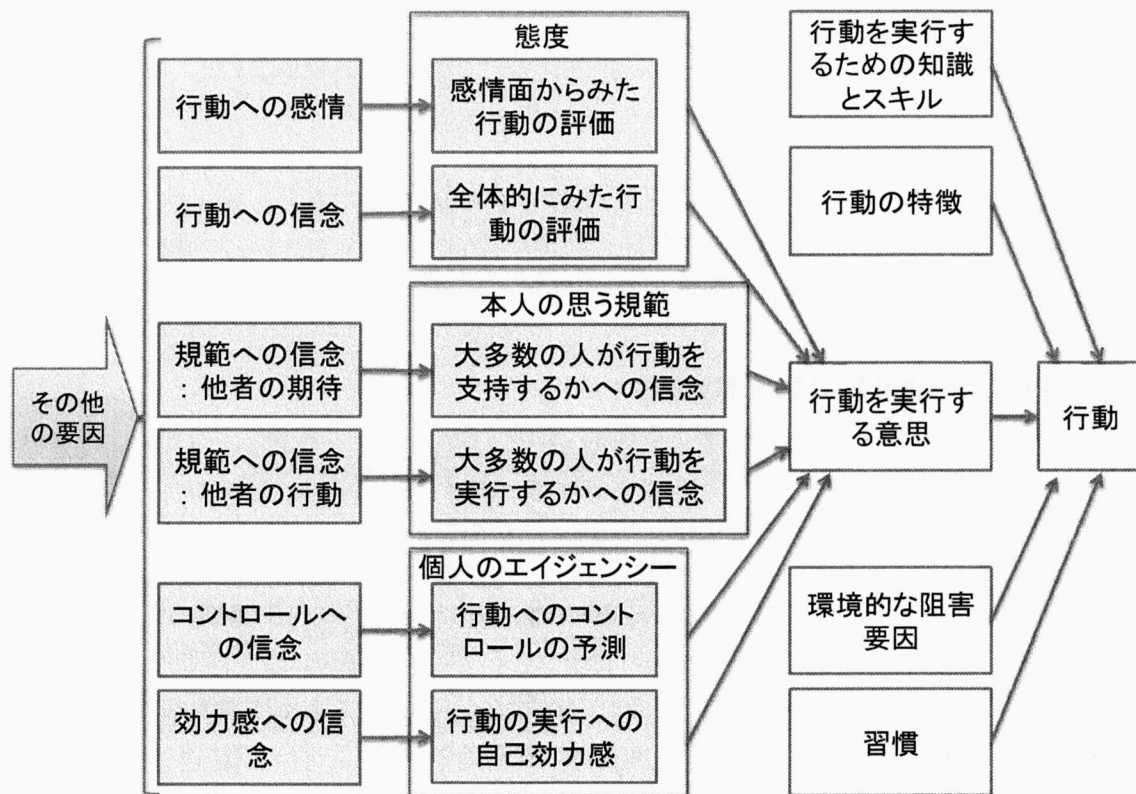 その他
の要因
行動への感情
行動への信念
規範への信念
：他者の期待
規範への信念
：他者の行動
コントロールへ
の信念
効力感への信
念
態度
感情面からみた
行動の評価
全体的にみた行
動の評価
本人の思う規範
大多数の人が行動を
支持するかへの信念
大多数の人が行動を
実行するかへの信念
個人のエイジェンシー
行動へのコント
ロールの予測
行動の実行への
自己効力感
行動を実行す
るための知識
とスキル
行動の特徴
行動を実行す
る意思
環境的な阻害
要因
習慣
行動